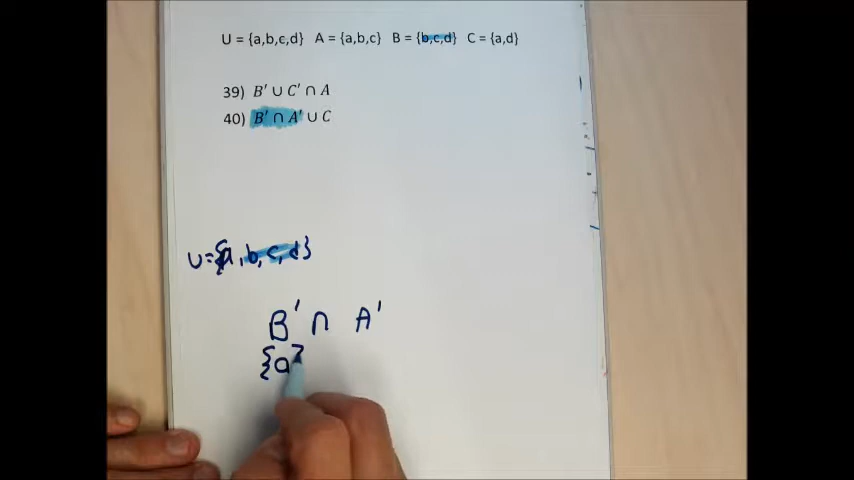 U = {a,b,c,d} A = {a,b,c} B = {b,c,d} C = {a,d}
39) B′ ∪ C′ ∩ A
40) B′ ∩ A′ ∪ C
U={a,b,c,d}
B' ∩ A'
{a}